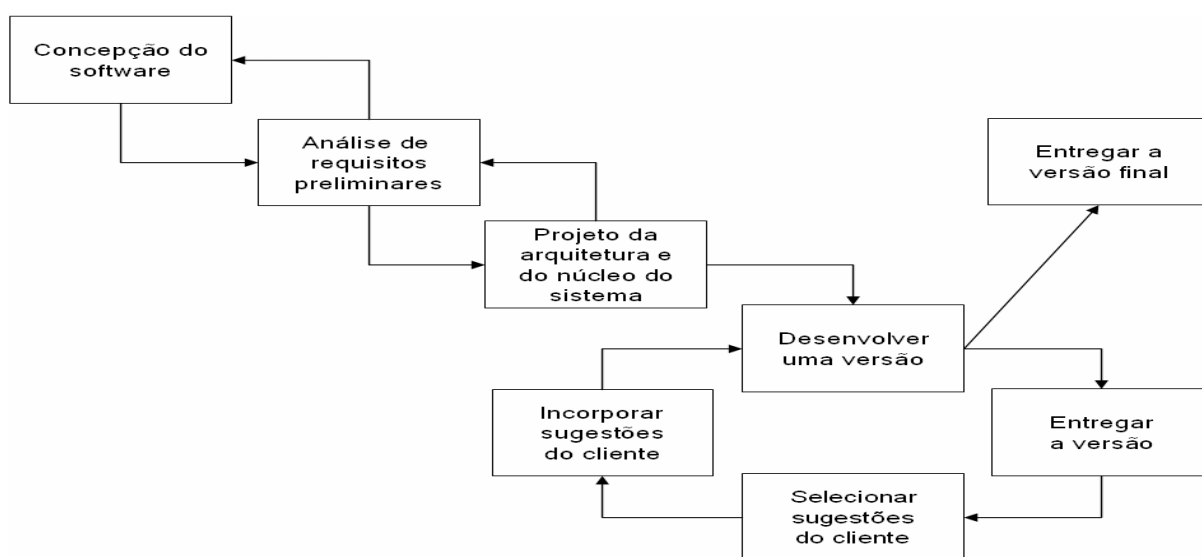 Concepção do
software
Análise de
requisitos
preliminares
Projeto da
arquitetura e
do núcleo do
sistema
Desenvolver
uma versão
Entregar a
versão final
Entregar
a versão
Selecionar
sugestões
do cliente
Incorporar
sugestões
do cliente